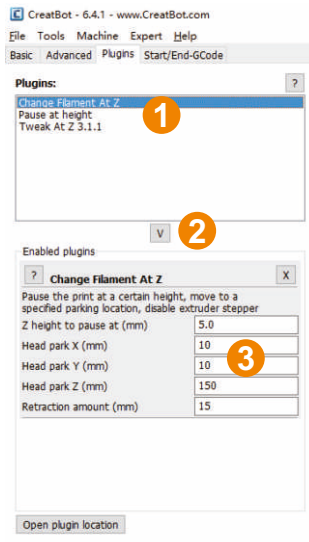 CreatBot - 6.4.1 - www.CreatBot.com
File Tools Machine Expert Help
Basic Advanced Plugins Start/End-GCode
Plugins:
?
Change Filament At Z
Pause at height
Tweak At Z 3.1.1
1
V
2
Enabled plugins
? Change Filament At Z X
Pause the print at a certain height, move to a
specified parking location, disable extruder stepper
Z height to pause at (mm) 5.0
Head park X (mm) 10
Head park Y (mm) 10
3
Head park Z (mm) 150
Retraction amount (mm) 15
Open plugin location